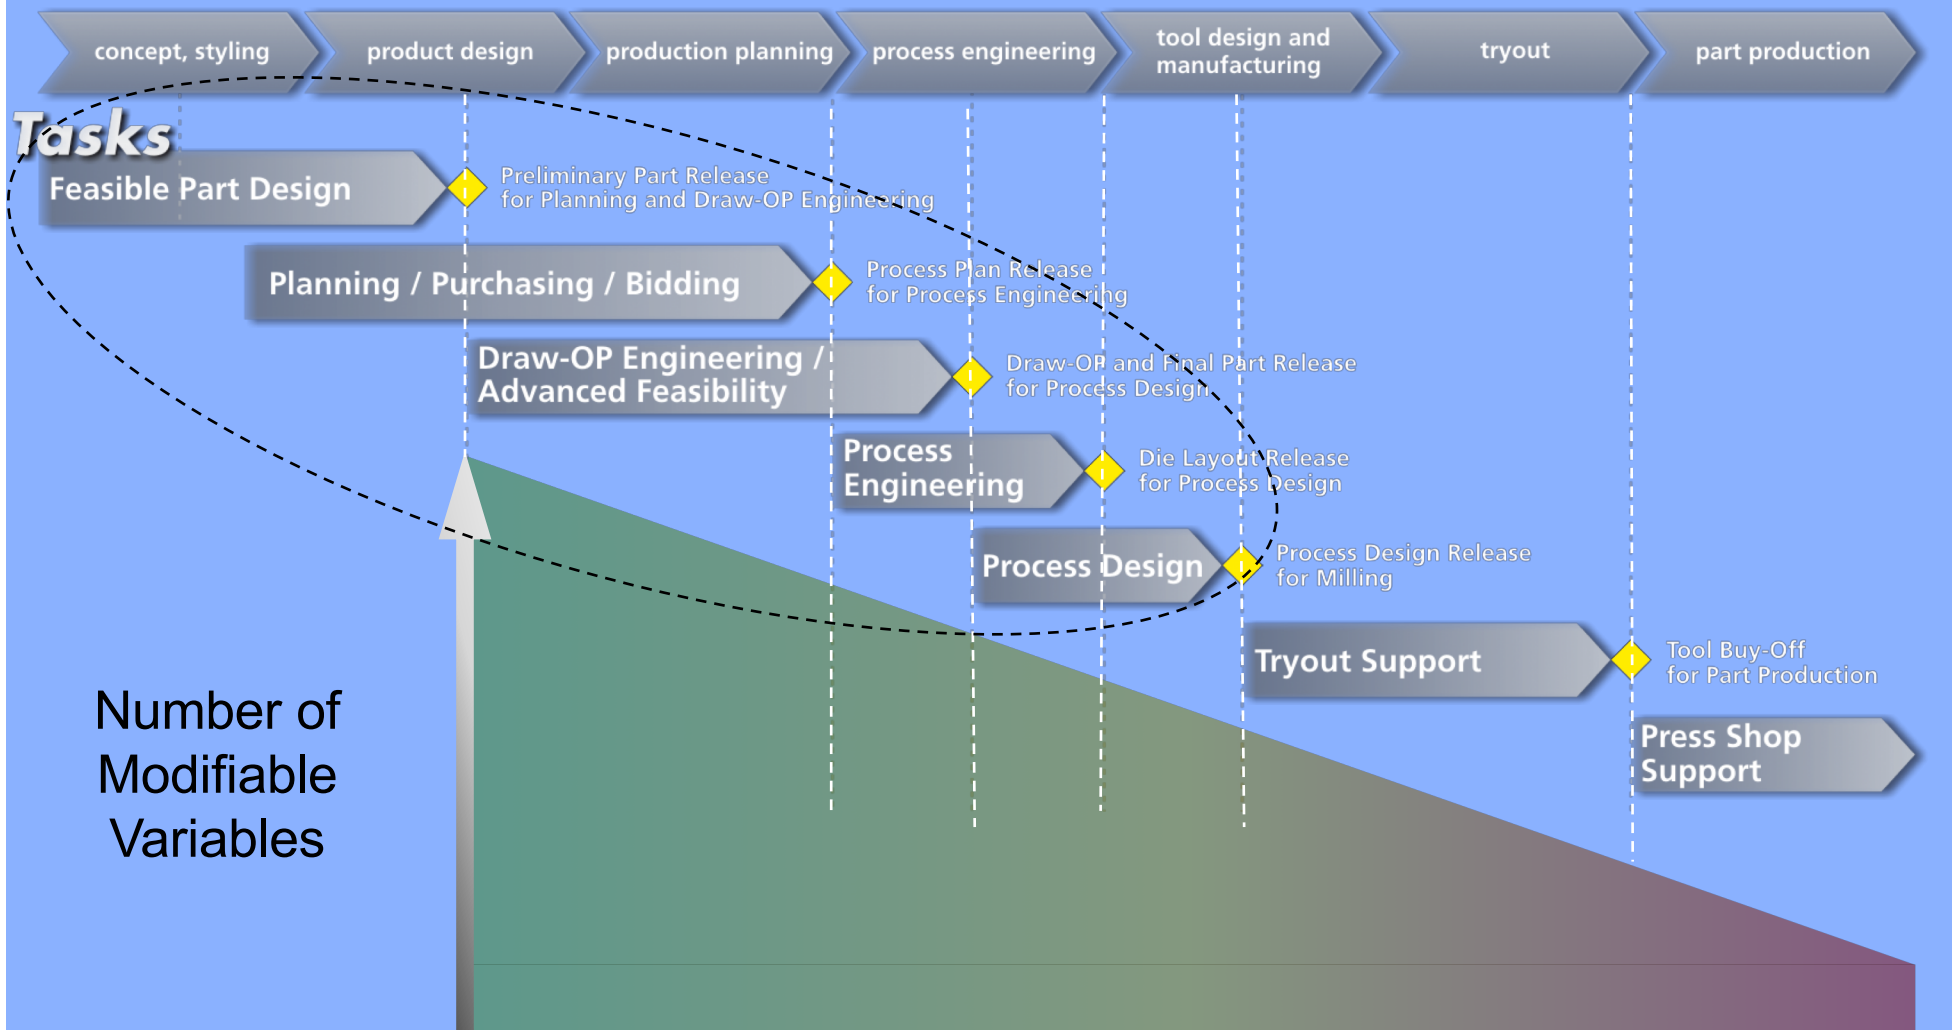 concept, styling
product design
production planning
process engineering
tool design and
manufacturing
tryout
part production
Tasks
Feasible Part Design
Preliminary Part Release
for Planning and Draw-OP Engineering
Planning / Purchasing / Bidding
Process Plan Release
for Process Engineering
Draw-OP Engineering /
Advanced Feasibility
Draw-OP and Final Part Release
for Process Design
Process
Engineering
Die Layout Release
for Process Design
Process Design
Process Design Release
for Milling
Tryout Support
Tool Buy-Off
for Part Production
Press Shop
Support
Number of
Modifiable
Variables